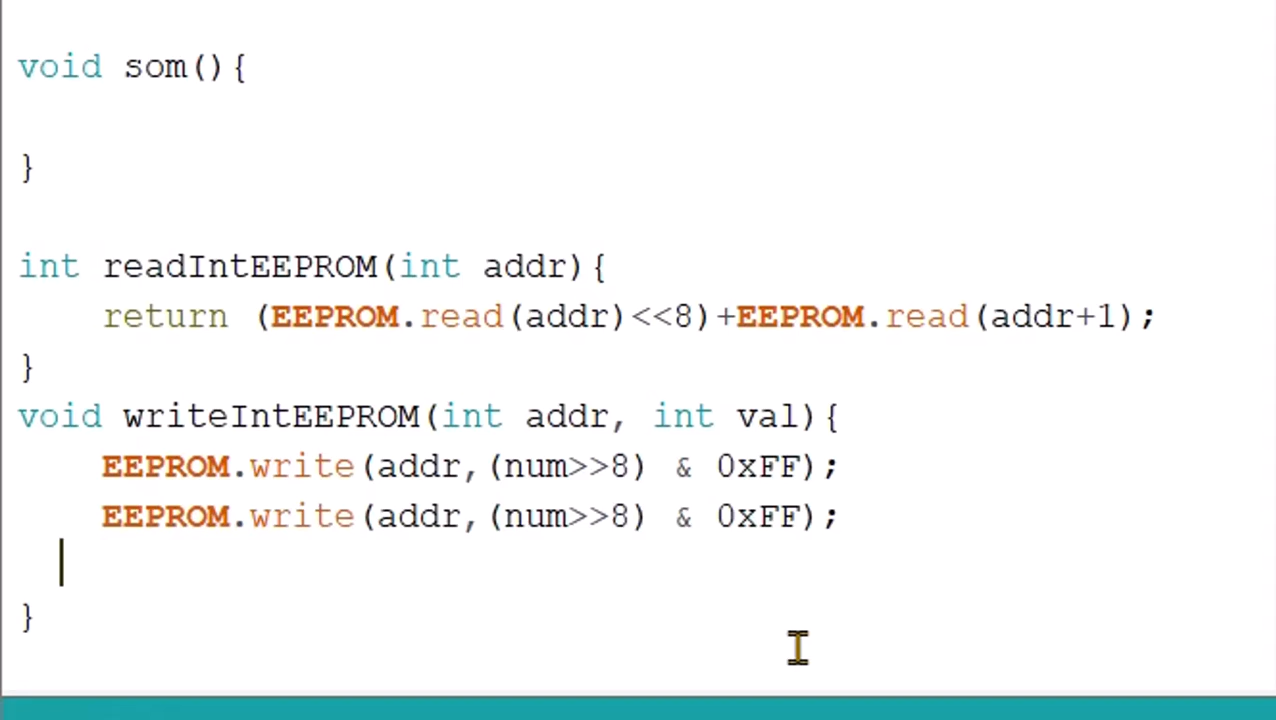 void som(){
}
int readIntEEPROM(int addr){
return (EEPROM.read(addr)<<8)+EEPROM.read(addr+1);
}
void writeIntEEPROM(int addr, int val){
EEPROM.write(addr,(num>>8) & 0xFF);
EEPROM.write(addr,(num>>8) & 0xFF);
}